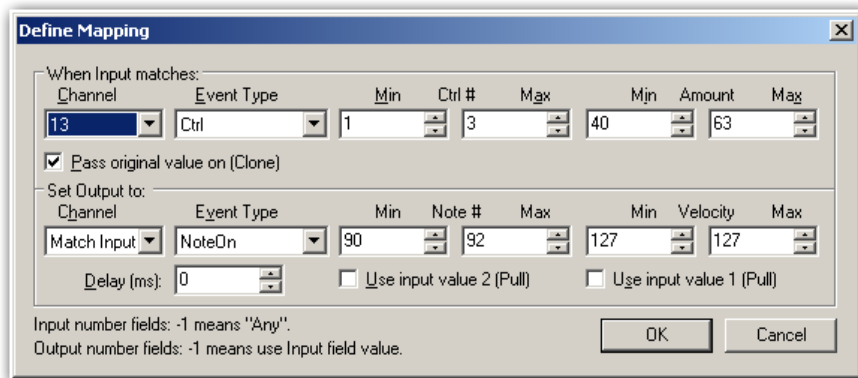 Define Mapping
When Input matches:
Channel Event Type Min Ctrl # Max Min Amount Max
13 Ctrl 1 3 40 63
Pass original value on (Clone)
Set Output to:
Channel Event Type Min Note # Max Min Velocity Max
Match Input NoteOn 90 92 127 127
Delay (ms): 0 Use input value 2 (Pull) Use input value 1 (Pull)
Input number fields: -1 means "Any".
Output number fields: -1 means use Input field value.
OK Cancel